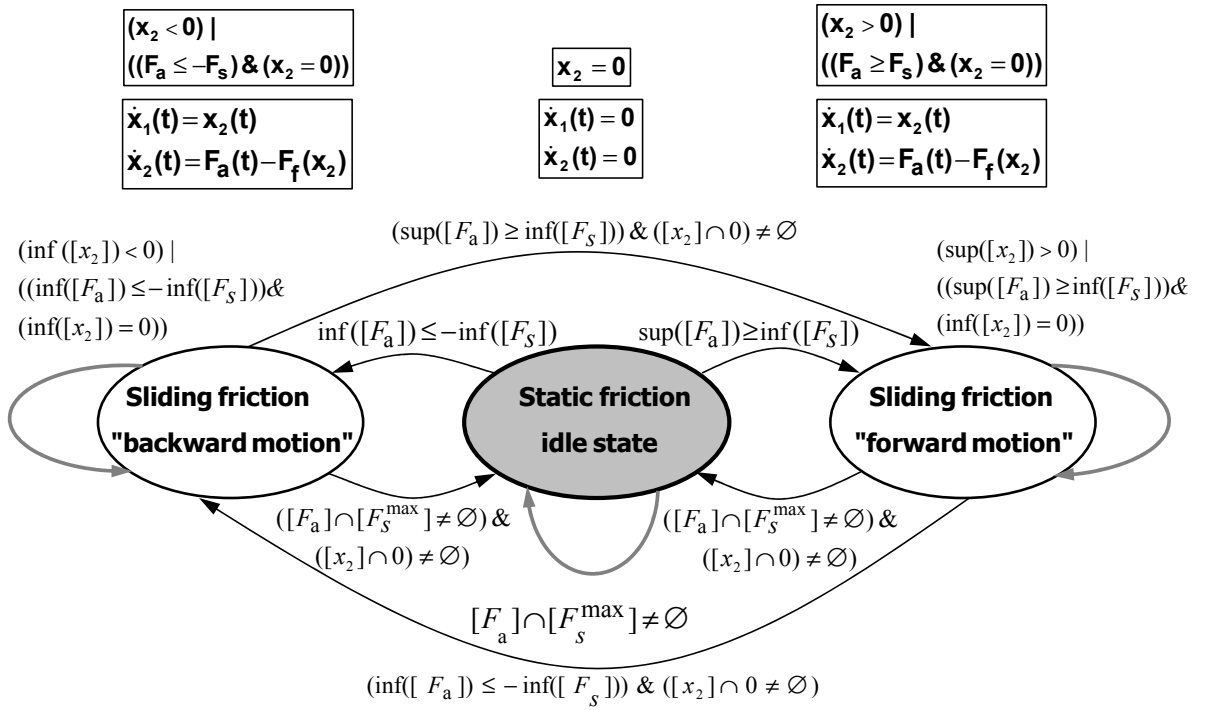 (x₂ < 0) |
((Fₐ ≤ −Fₛ) & (x₂ = 0))
x₂ = 0
(x₂ > 0) |
((Fₐ ≥ Fₛ) & (x₂ = 0))
ẋ₁(t) = x₂(t)
ẋ₂(t) = Fₐ(t) − F_f(x₂)
ẋ₁(t) = 0
ẋ₂(t) = 0
ẋ₁(t) = x₂(t)
ẋ₂(t) = Fₐ(t) − F_f(x₂)
(inf ([x₂]) < 0) |
((inf([Fₐ]) ≤ − inf([Fₛ])) &
(inf([x₂]) = 0))
(sup([Fₐ]) ≥ inf([Fₛ])) & ([x₂] ∩ 0) ≠ ∅
(sup([x₂]) > 0) |
((sup([Fₐ]) ≥ inf([Fₛ])) &
(inf([x₂]) = 0))
inf ([Fₐ]) ≤ −inf ([Fₛ])
sup([Fₐ]) ≥ inf([Fₛ])
Sliding friction
"backward motion"
Static friction
idle state
Sliding friction
"forward motion"
([Fₐ] ∩ [Fₛ^max] ≠ ∅) &
([x₂] ∩ 0) ≠ ∅)
([Fₐ] ∩ [Fₛ^max] ≠ ∅) &
([x₂] ∩ 0) ≠ ∅)
[Fₐ] ∩ [Fₛ^max] ≠ ∅
(inf([ Fₐ]) ≤ − inf([ Fₛ])) & ([x₂] ∩ 0 ≠ ∅)